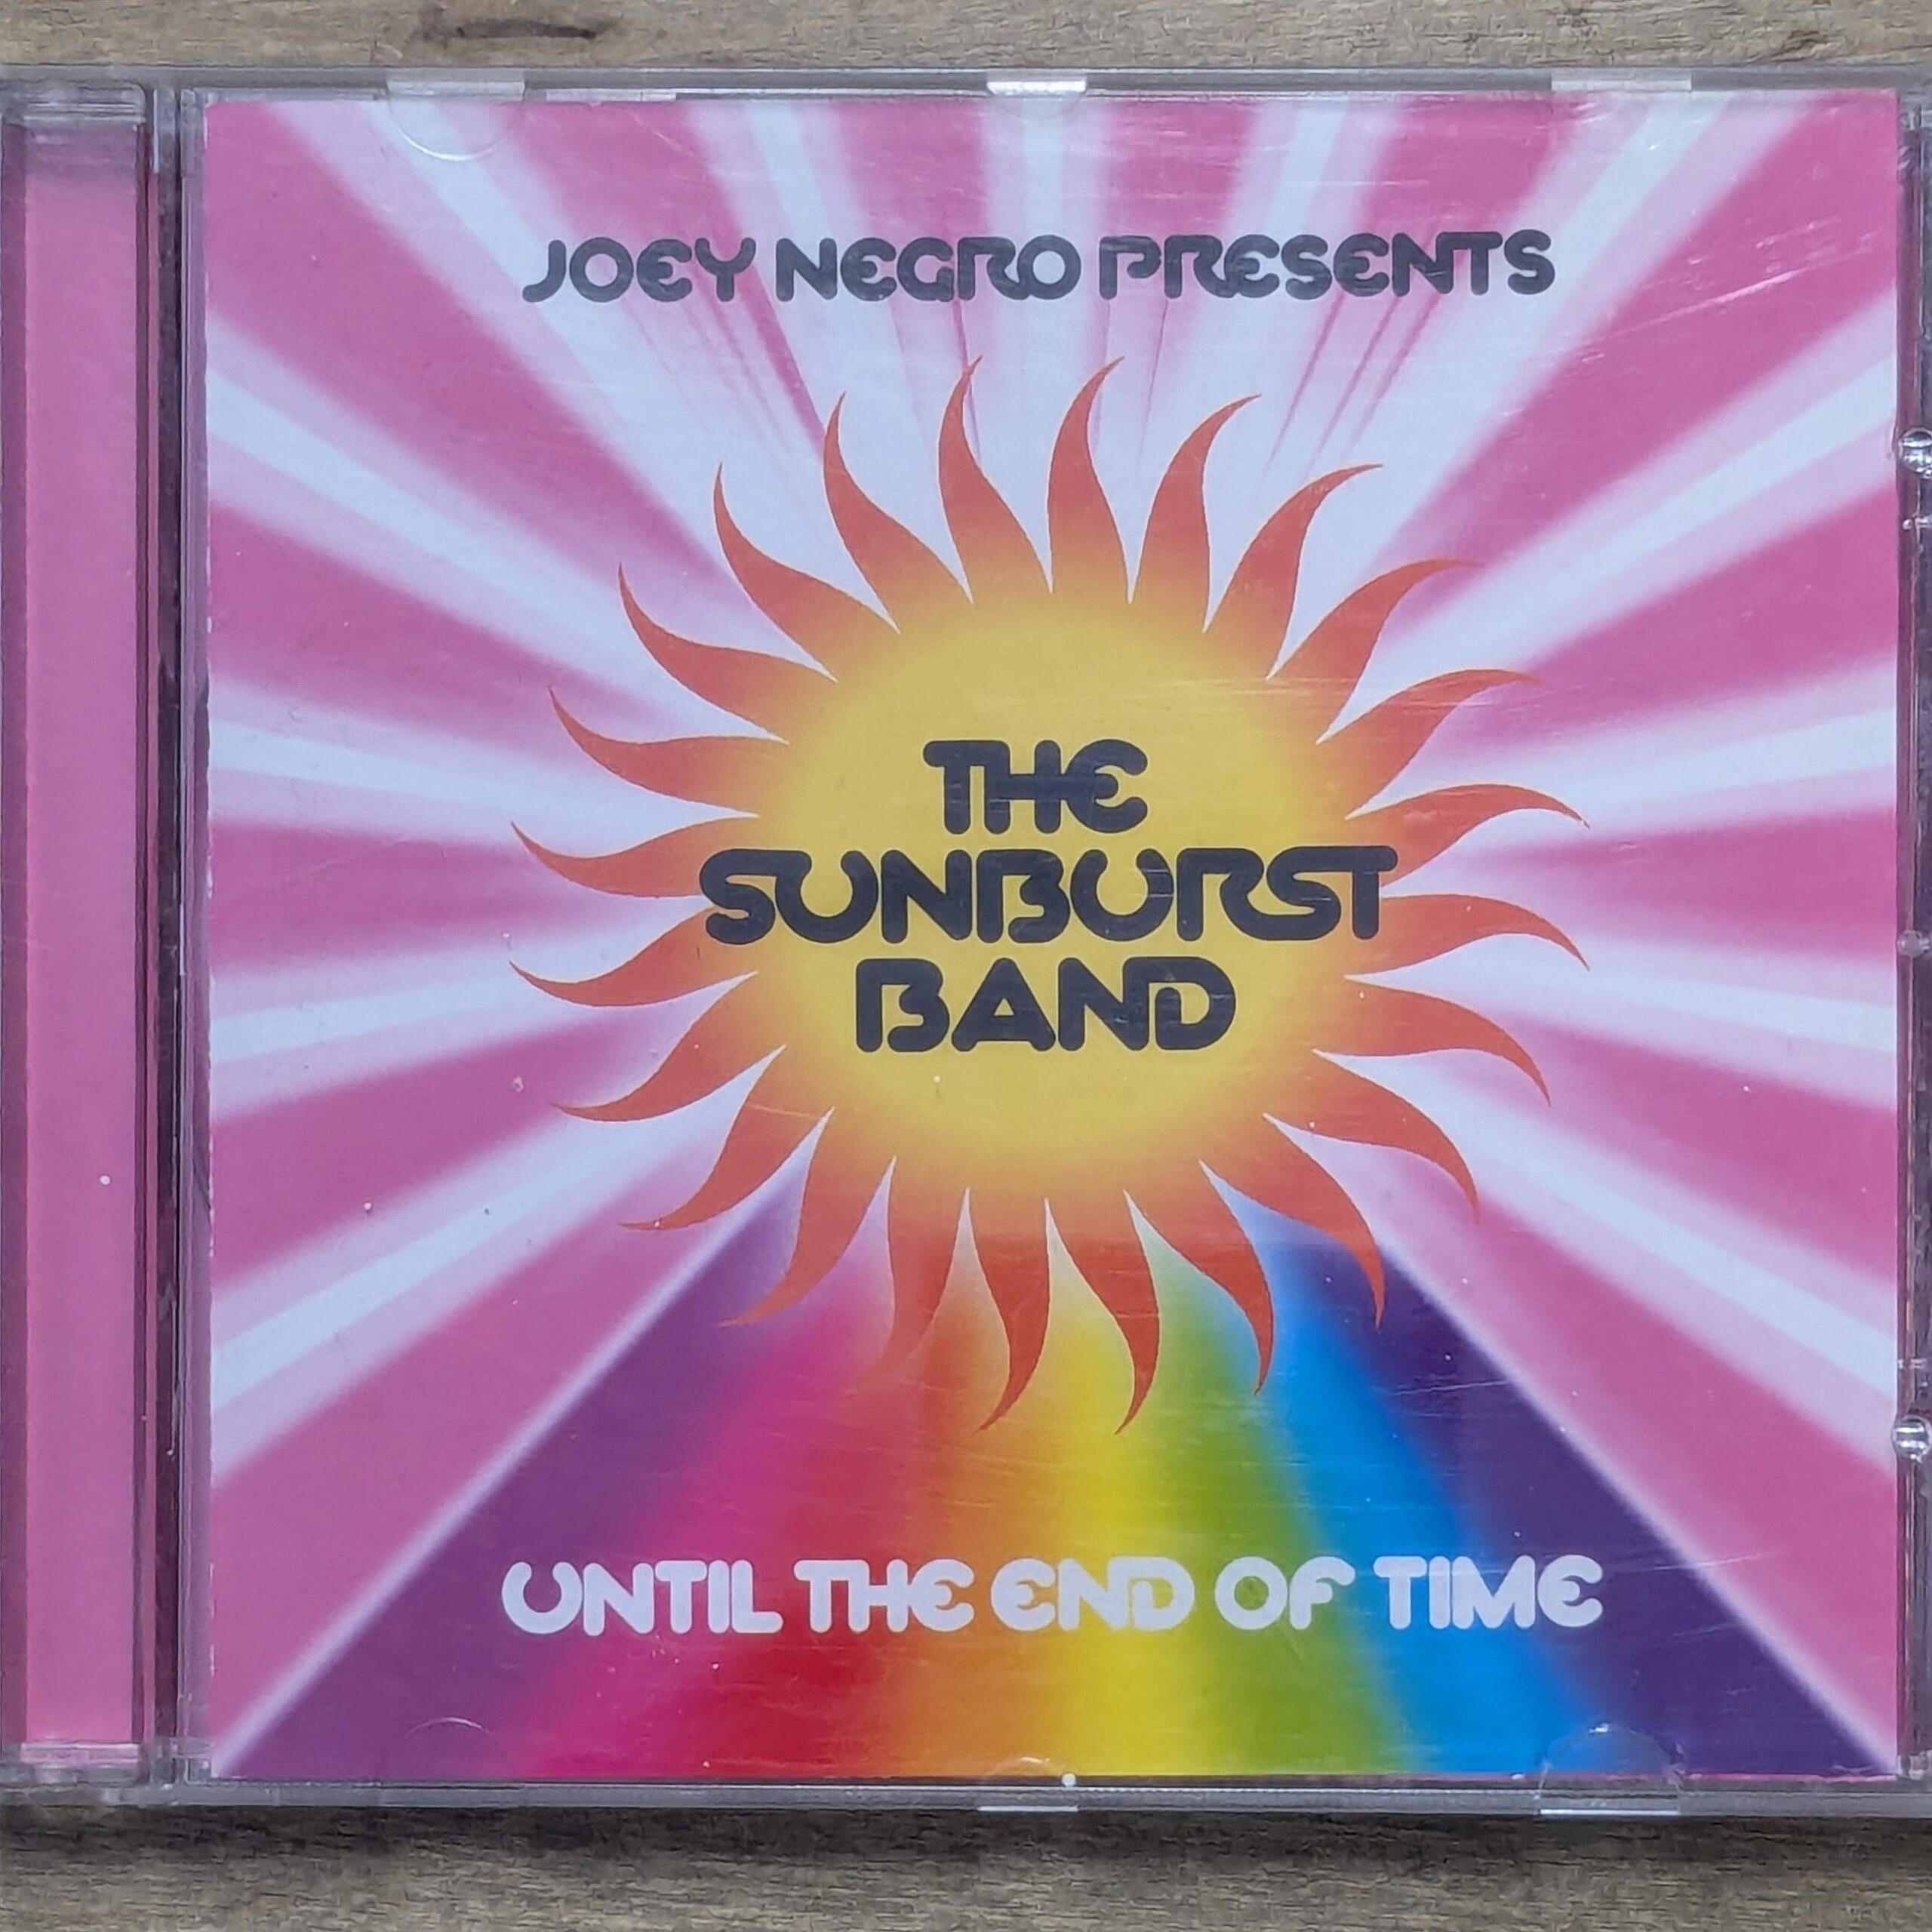 JOEY NEGRO PRESENTS
THE
SUNBURST
BAND
UNTIL THE END OF TIME